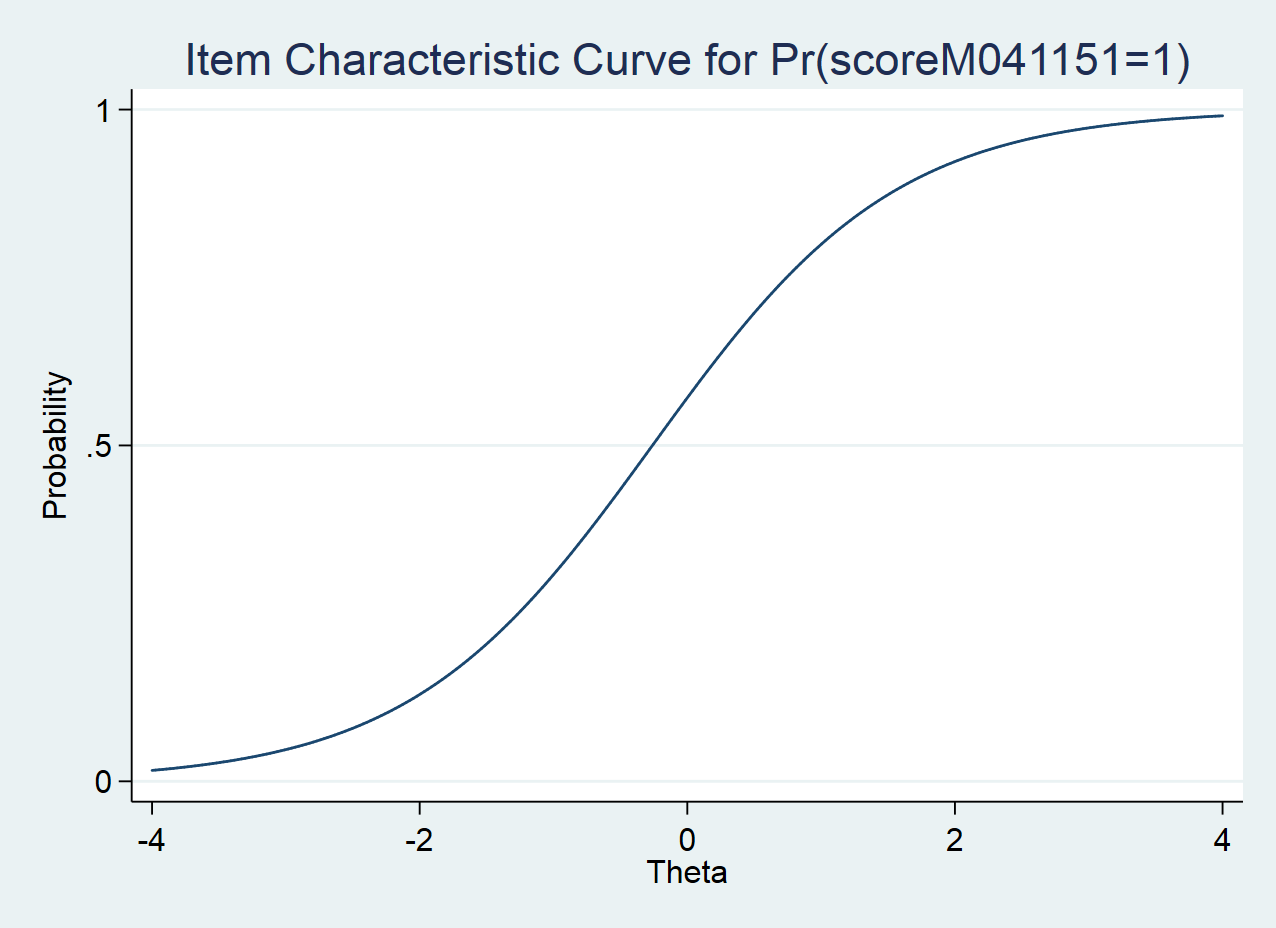 Item Characteristic Curve for Pr(scoreM041151=1)
1
.5
0
Probability
-4 -2 0 2 4
Theta